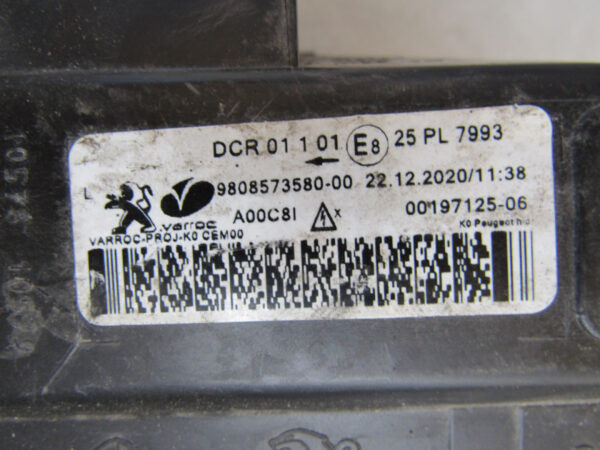 DCR 01 1 01 E8 25 PL 7993
L varroc 9808573580-00 22.12.2020/11:38
A00C8I X 00197125-06
VARROC-PROJ-K0 CEM00 K0 Peugeot